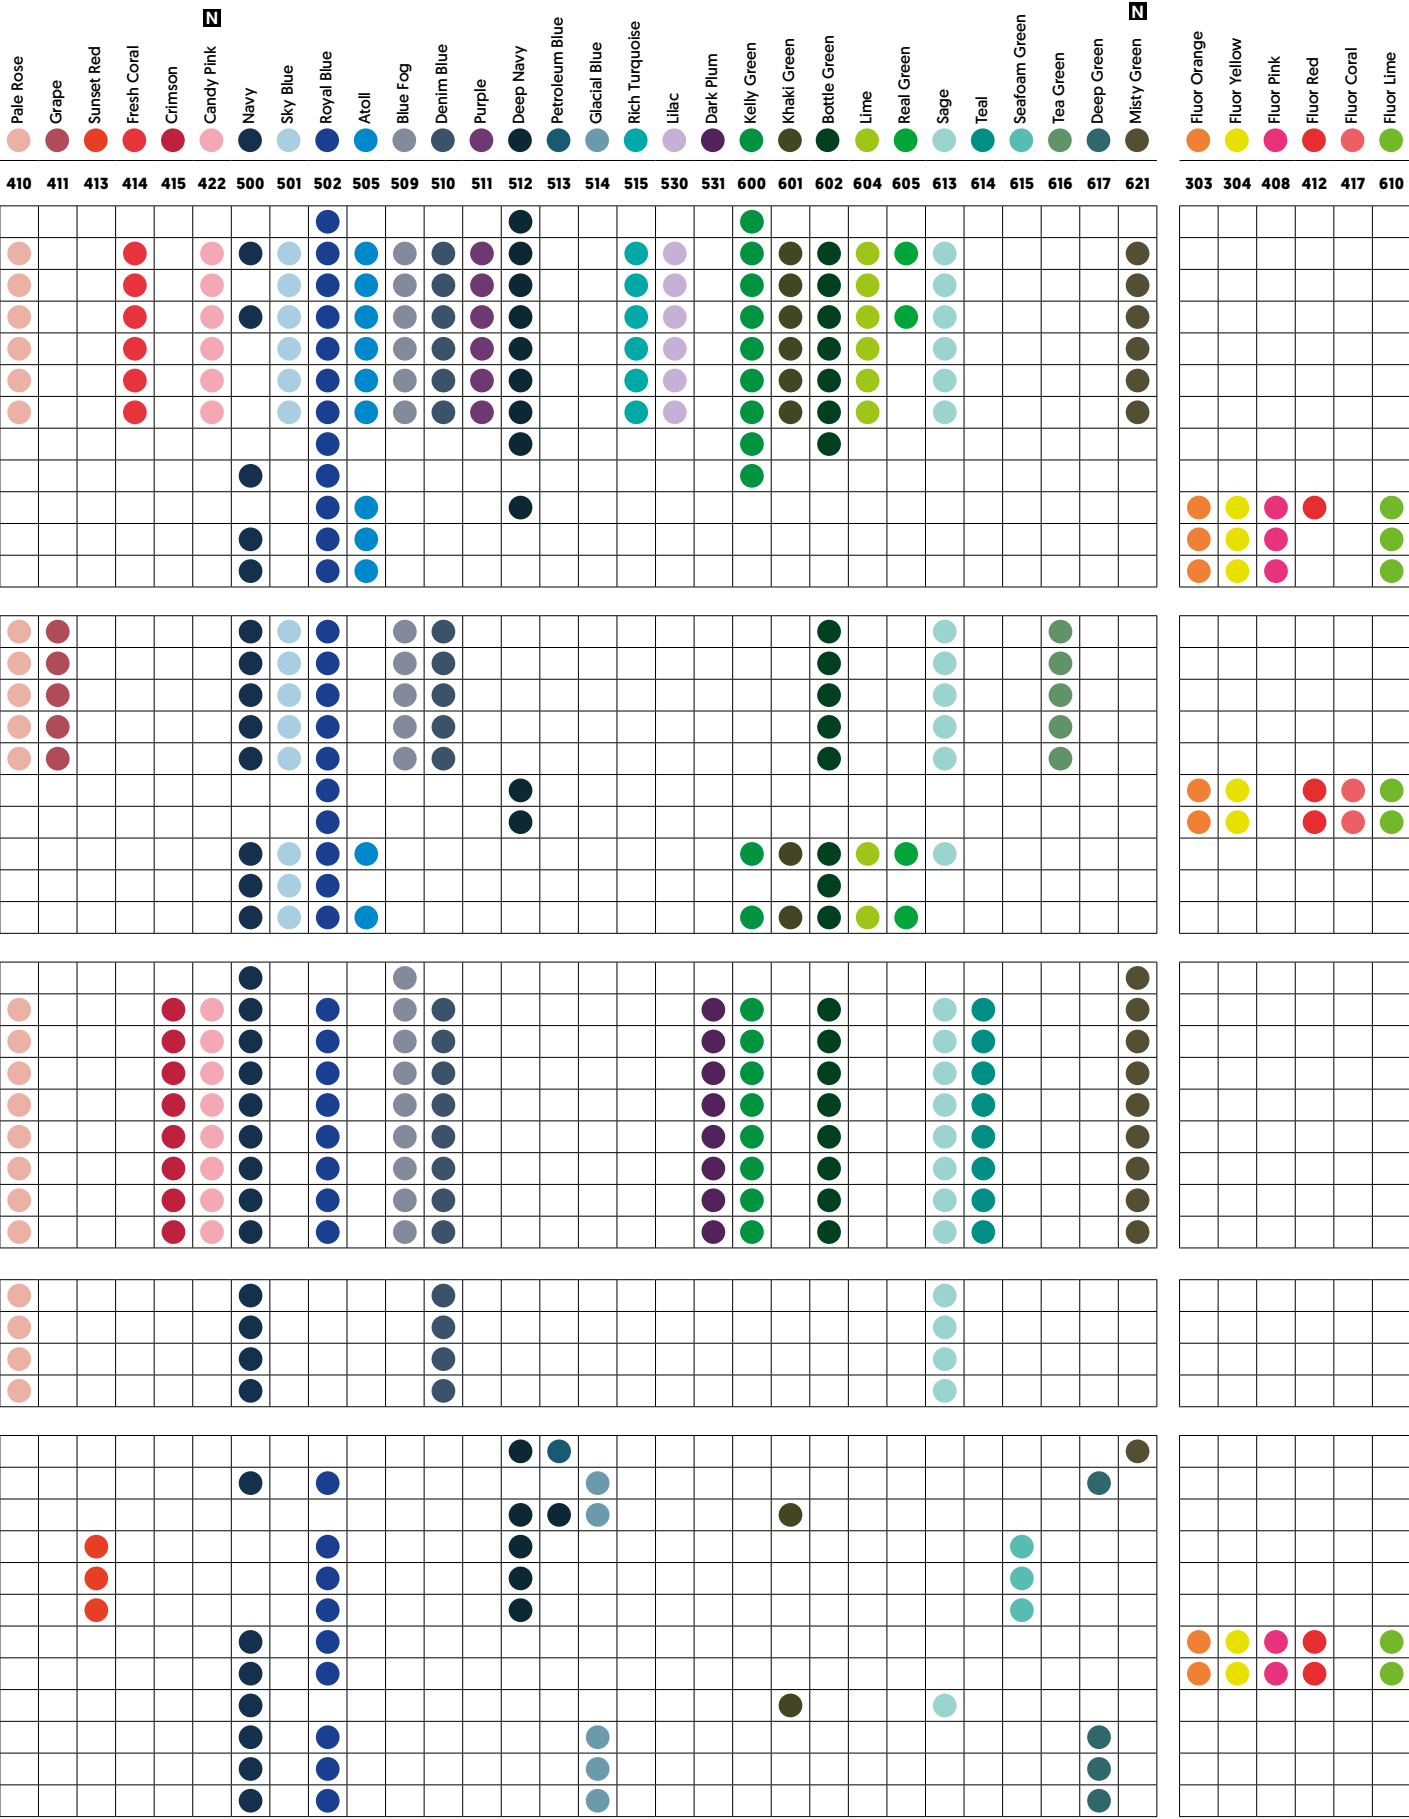 N N
Pale Rose Grape Sunset Red Fresh Coral Crimson Candy Pink Navy Sky Blue Royal Blue Atoll Blue Fog Denim Blue Purple Deep Navy Petroleum Blue Glacial Blue Rich Turquoise Lilac Dark Plum Kelly Green Khaki Green Bottle Green Lime Real Green Sage Teal Seafoam Green Tea Green Deep Green Misty Green Fluor Orange Fluor Yellow Fluor Pink Fluor Red Fluor Coral Fluor Lime
410 411 413 414 415 422 500 501 502 505 509 510 511 512 513 514 515 530 531 600 601 602 604 605 613 614 615 616 617 621 303 304 408 412 417 610